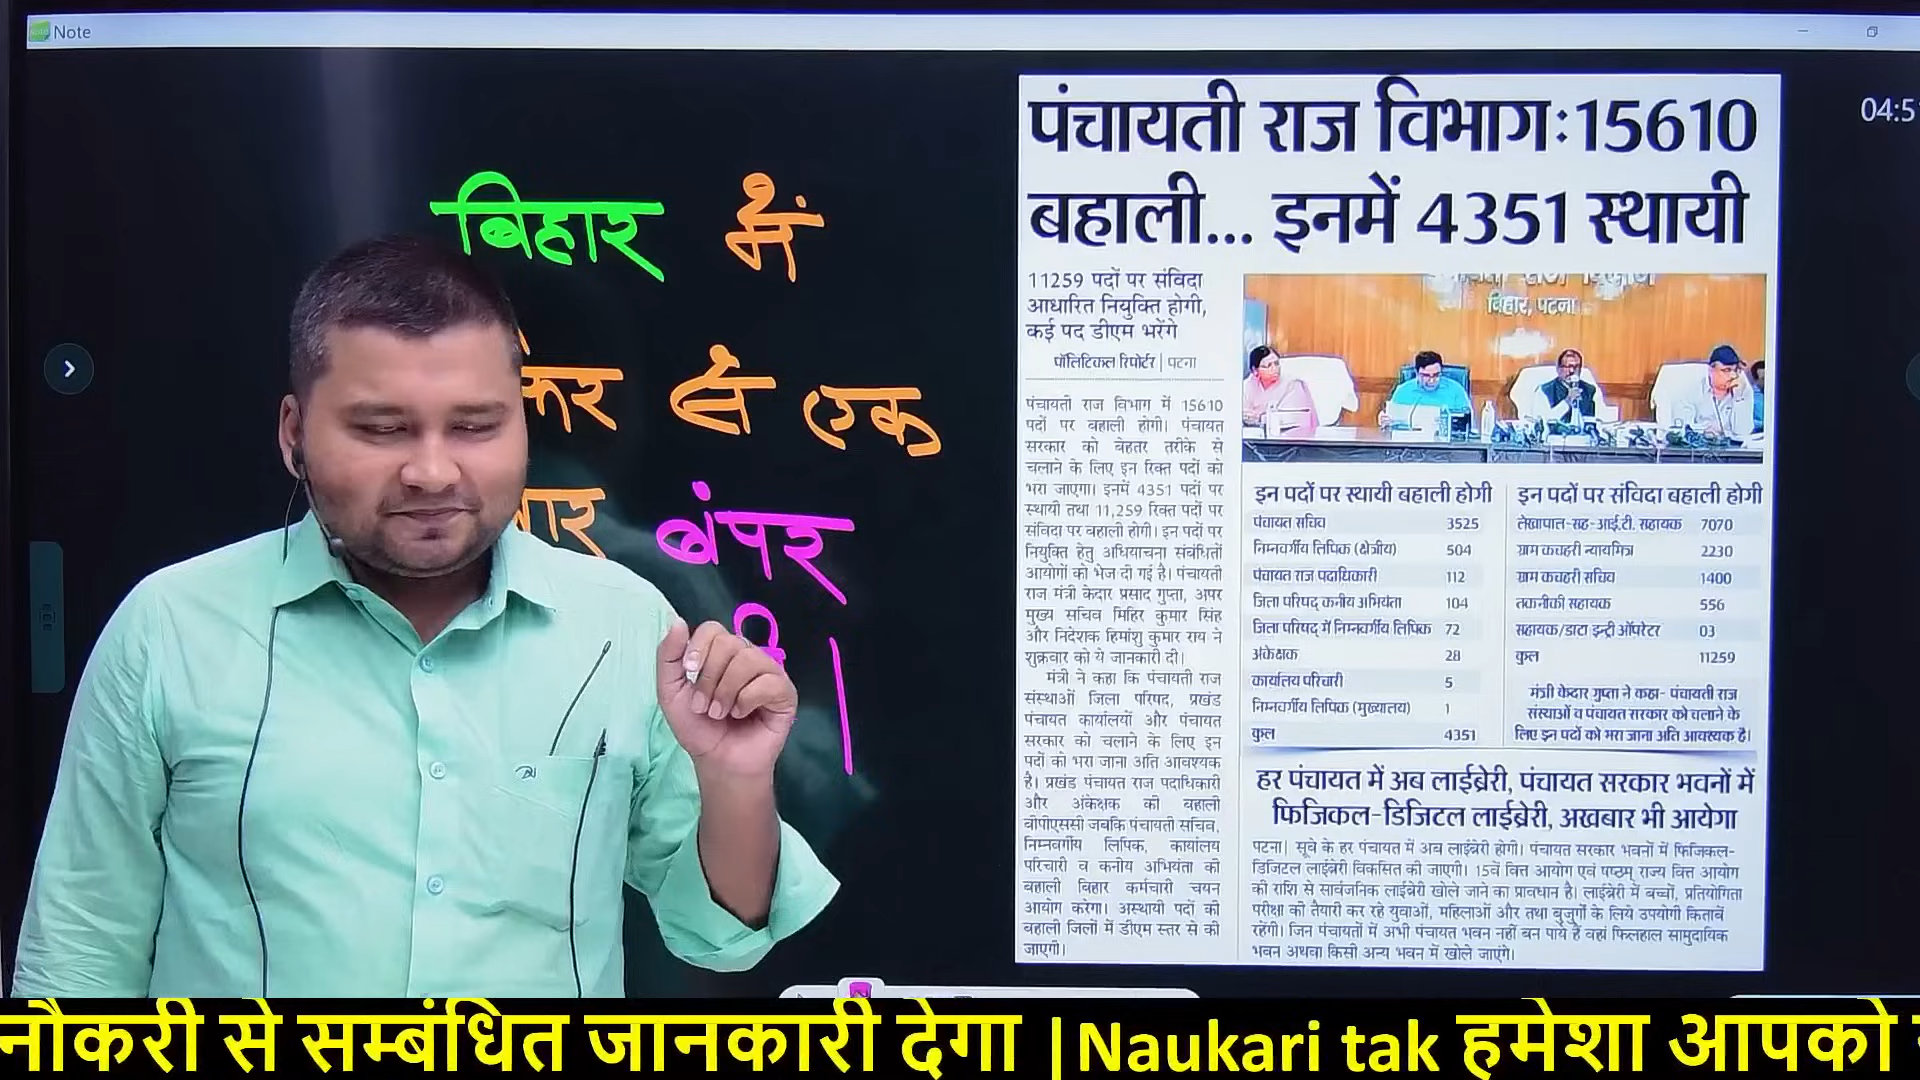 Note
04:5
बिहार में
फिर से एक
बार बंपर
पंचायती राज विभागः15610
बहाली... इनमें 4351 स्थायी
11259 पदों पर संविदा
आधारित नियुक्ति होगी,
कई पद डीएम भरेंगे
पॉलिटिकल रिपोर्टर | पटना
पंचायती राज विभाग में 15610
पदों पर बहाली होगी। पंचायत
सरकार को बेहतर तरीके से
चलाने के लिए इन रिक्त पदों को
भरा जाएगा। इनमें 4351 पदों पर
स्थायी तथा 11,259 रिक्त पदों पर
संविदा पर बहाली होगी। इन पदों पर
नियुक्ति हेतु अधियाचना संबंधित
आयोगों को भेज दी गई है। पंचायती
राज मंत्री केदार प्रसाद गुप्ता, अपर
मुख्य सचिव मिहिर कुमार सिंह
और निदेशक हिमांशु कुमार राय ने
शुक्रवार को ये जानकारी दी।
मंत्री ने कहा कि पंचायती राज
संस्थाओं जिला परिषद, प्रखंड
पंचायत कार्यालयों और पंचायत
सरकार को चलाने के लिए इन
पदों को भरा जाना अति आवश्यक
है। प्रखंड पंचायत राज पदाधिकारी
और अंकेक्षक की बहाली
बीपीएससी जबकि पंचायती सचिव,
निम्नवर्गीय लिपिक, कार्यालय
परिचारी व कनीय अभियंता की
बहाली बिहार कर्मचारी चयन
आयोग करेगा। अस्थायी पदों की
बहाली जिलों में डीएम स्तर से की
जाएगी।
बिहार, पटना
इन पदों पर स्थायी बहाली होगी
पंचायत सचिव 3525
निम्नवर्गीय लिपिक (क्षेत्रीय) 504
पंचायत राज पदाधिकारी 112
जिला परिषद् कनीय अभियंता 104
जिला परिषद् में निम्नवर्गीय लिपिक 72
अंकेक्षक 28
कार्यालय परिचारी 5
निम्नवर्गीय लिपिक (मुख्यालय) 1
कुल 4351
इन पदों पर संविदा बहाली होगी
लेखापाल-सह-आई.टी. सहायक 7070
ग्राम कचहरी न्यायमित्र 2230
ग्राम कचहरी सचिव 1400
तकनीकी सहायक 556
सहायक/डाटा इन्ट्री ऑपरेटर 03
कुल 11259
मंत्री केदार गुप्ता ने कहा- पंचायती राज
संस्थाओं व पंचायत सरकार को चलाने के
लिए इन पदों को भरा जाना अति आवश्यक है।
हर पंचायत में अब लाईब्रेरी, पंचायत सरकार भवनों में
फिजिकल-डिजिटल लाईब्रेरी, अखबार भी आयेगा
पटना| सूबे के हर पंचायत में अब लाईब्रेरी होगी। पंचायत सरकार भवनों में फिजिकल-
डिजिटल लाईब्रेरी विकसित की जाएगी। 15वें वित्त आयोग एवं षष्ठम् राज्य वित्त आयोग
की राशि से सार्वजनिक लाईब्रेरी खोले जाने का प्रावधान है। लाईब्रेरी में बच्चों, प्रतियोगिता
परीक्षा की तैयारी कर रहे युवाओं, महिलाओं और तथा बुजुर्गों के लिये उपयोगी किताबें
रहेंगी। जिन पंचायतों में अभी पंचायत भवन नहीं बन पाये हैं वहां फिलहाल सामुदायिक
भवन अथवा किसी अन्य भवन में खोले जाएंगे।
नौकरी से सम्बंधित जानकारी देगा |Naukari tak हमेशा आपको